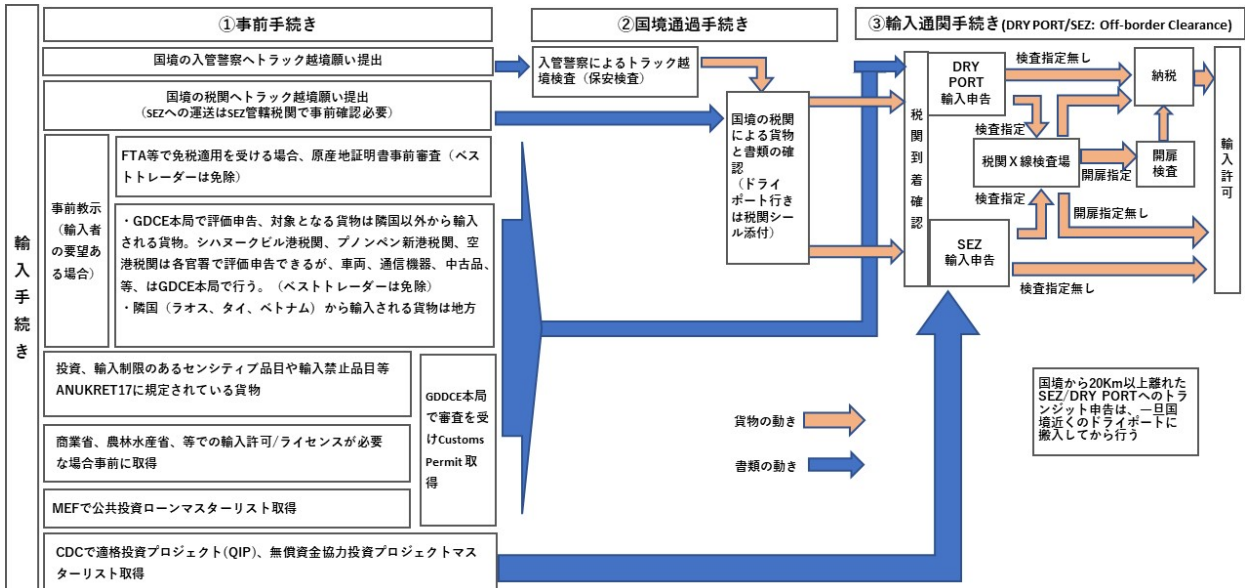 ①事前手続き
②国境通過手続き
③輸入通関手続き(DRY PORT/SEZ: Off-border Clearance)
輸入手続き
国境の入管警察へトラック越境願い提出
国境の税関へトラック越境願い提出
(SEZへの運送はSEZ管轄税関で事前確認必要)
事前教示
(輸入者
の要望あ
る場合)
FTA等で免税適用を受ける場合、原産地証明書事前審査(ベス
トトレーダーは免除)
・GDCE本局で評価申告、対象となる貨物は隣国以外から輸入
される貨物。シハヌークビル港税関、プノンペン新港税関、空
港税関は各官署で評価申告できるが、車両、通信機器、中古品、
等、はGDCE本局で行う。(ベストトレーダーは免除)
・隣国(ラオス、タイ、ベトナム)から輸入される貨物は地方
投資、輸入制限のあるセンシティブ品目や輸入禁止品目等
ANUKRET17に規定されている貨物
商業省、農林水産省、等での輸入許可/ライセンスが必要
な場合事前に取得
MEFで公共投資ローンマスターリスト取得
GDDCE本局
で審査を受
けCustoms
Permit 取
得
CDCで適格投資プロジェクト(QIP)、無償資金協力投資プロジェクトマス
ターリスト取得
入管警察によるトラック越
境検査(保安検査)
国境の税関
による貨物
と書類の確
認
(ドライ
ポート行き
は税関シー
ル添付)
税関到着確認
DRY
PORT
輸入申告
検査指定無し
納税
検査指定
税関X線検査場
開扉指定
開扉
検査
検査指定
開扉指定無し
SEZ
輸入申告
検査指定無し
輸入許可
貨物の動き
書類の動き
国境から20Km以上離れた
SEZ/DRY PORTへのトラ
ンジット申告は、一旦国
境近くのドライポートに
搬入してから行う